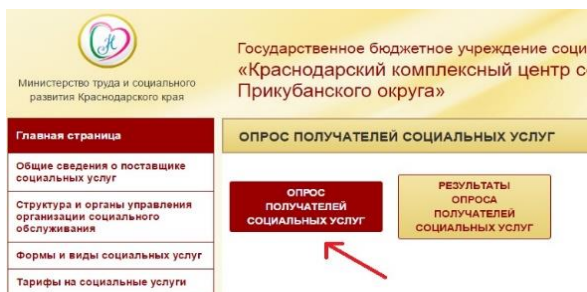 Министерство труда и социального
развития Краснодарского края
Государственное бюджетное учреждение соци
«Краснодарский комплексный центр со
Прикубанского округа»
Главная страница
Общие сведения о поставщике
социальных услуг
Структура и органы управления
организации социального
обслуживания
Формы и виды социальных услуг
Тарифы на социальные услуги
ОПРОС ПОЛУЧАТЕЛЕЙ СОЦИАЛЬНЫХ УСЛУГ
ОПРОС
ПОЛУЧАТЕЛЕЙ
СОЦИАЛЬНЫХ УСЛУГ
РЕЗУЛЬТАТЫ
ОПРОСА
ПОЛУЧАТЕЛЕЙ
СОЦИАЛЬНЫХ УСЛУГ